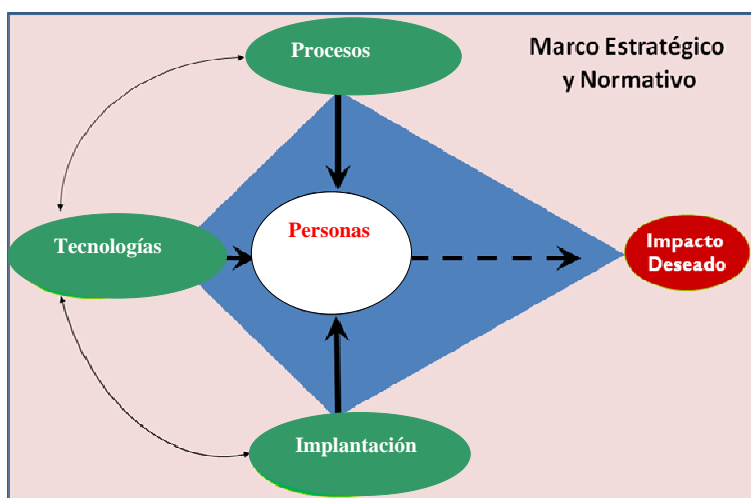 Procesos
Marco Estratégico
y Normativo
Tecnologías
Personas
Impacto
Deseado
Implantación